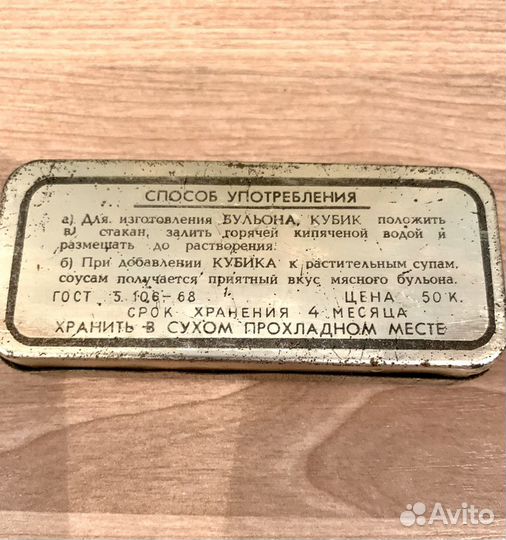 СПОСОБ УПОТРЕБЛЕНИЯ
а) Для изготовления БУЛЬОНА, КУБИК положить
в стакан, залить горячей кипяченой водой и
размешать до растворения.
б) При добавлении КУБИКА к растительным супам,
соусам получается приятный вкус мясного бульона.
ГОСТ 5.106-68 ЦЕНА 50 К.
СРОК ХРАНЕНИЯ 4 МЕСЯЦА
ХРАНИТЬ В СУХОМ ПРОХЛАДНОМ МЕСТЕ
Avito